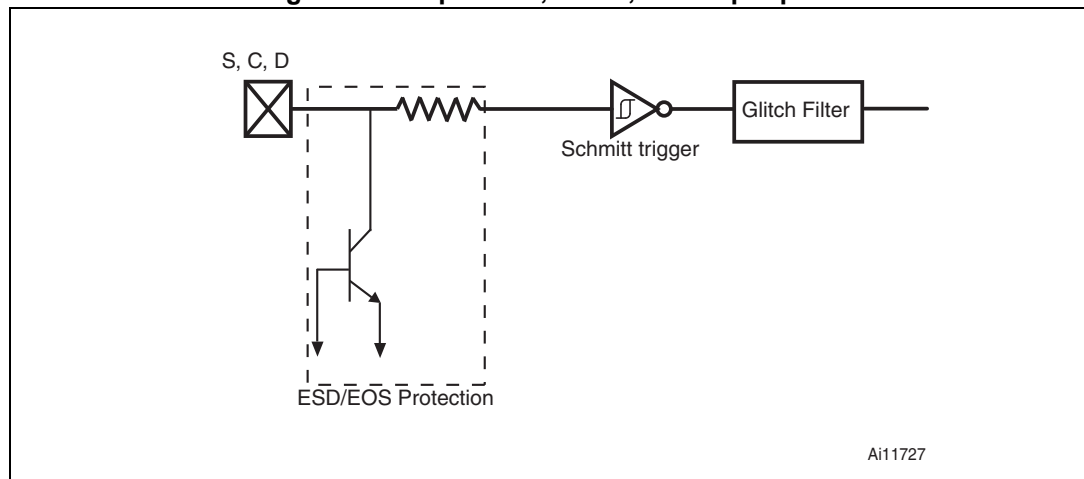 S, C, D
Glitch Filter
Schmitt trigger
ESD/EOS Protection
Ai11727